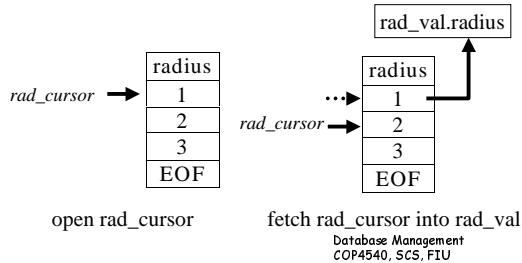 rad_val.radius
radius
rad_cursor
1
2
3
EOF
open rad_cursor
radius
1
rad_cursor
2
3
EOF
fetch rad_cursor into rad_val
Database Management
COP4540, SCS, FIU